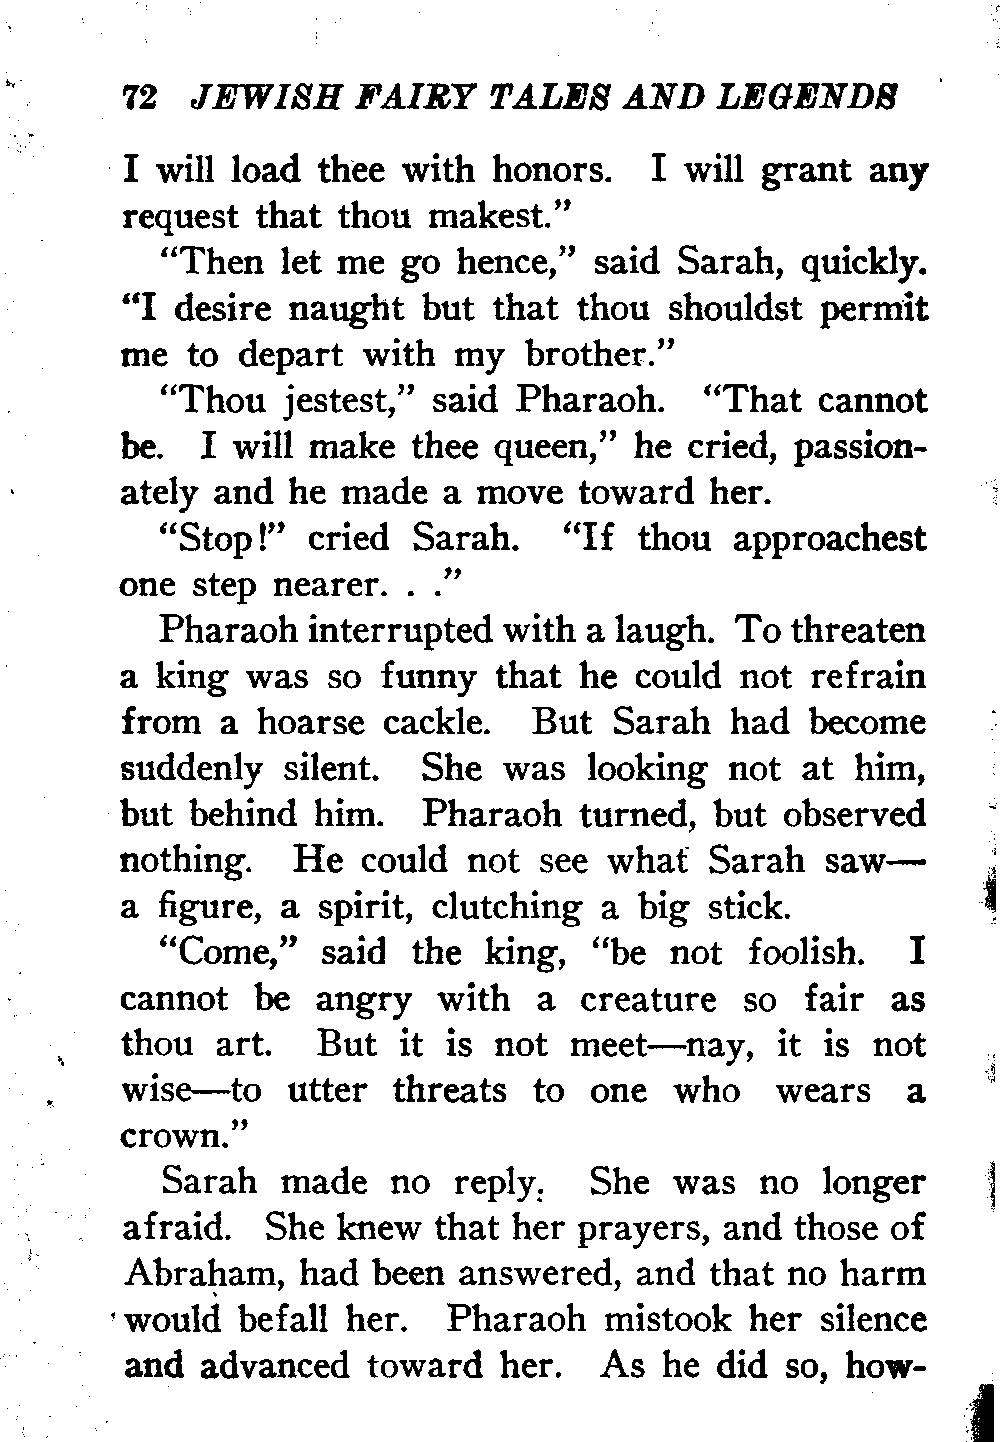 72 JEWISH FAIRY TALES AND LEGENDS
I will load thee with honors. I will grant any
request that thou makest.”
“Then let me go hence,” said Sarah, quickly.
“I desire naught but that thou shouldst permit
me to depart with my brother.”
“Thou jestest,” said Pharaoh. “That cannot
be. I will make thee queen,” he cried, passion-
ately and he made a move toward her.
“Stop!” cried Sarah. “If thou approachest
one step nearer. . .”
Pharaoh interrupted with a laugh. To threaten
a king was so funny that he could not refrain
from a hoarse cackle. But Sarah had become
suddenly silent. She was looking not at him,
but behind him. Pharaoh turned, but observed
nothing. He could not see what Sarah saw—
a figure, a spirit, clutching a big stick.
“Come,” said the king, “be not foolish. I
cannot be angry with a creature so fair as
thou art. But it is not meet—nay, it is not
wise—to utter threats to one who wears a
crown.”
Sarah made no reply. She was no longer
afraid. She knew that her prayers, and those of
Abraham, had been answered, and that no harm
would befall her. Pharaoh mistook her silence
and advanced toward her. As he did so, how-